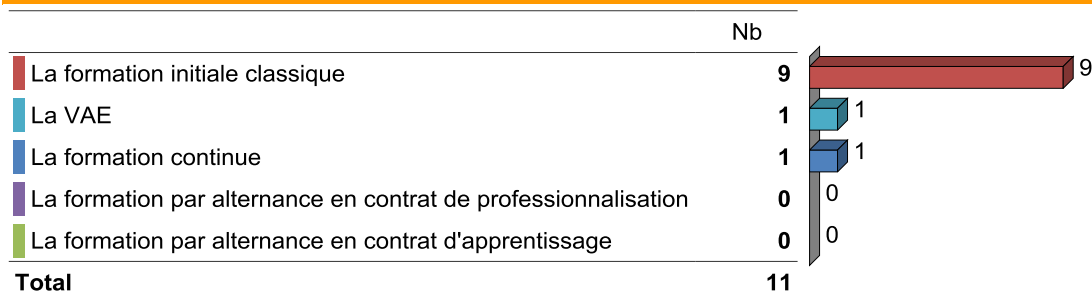 Nb
La formation initiale classique 9 9
La VAE 1 1
La formation continue 1 1
La formation par alternance en contrat de professionnalisation 0 0
La formation par alternance en contrat d'apprentissage 0 0
Total 11